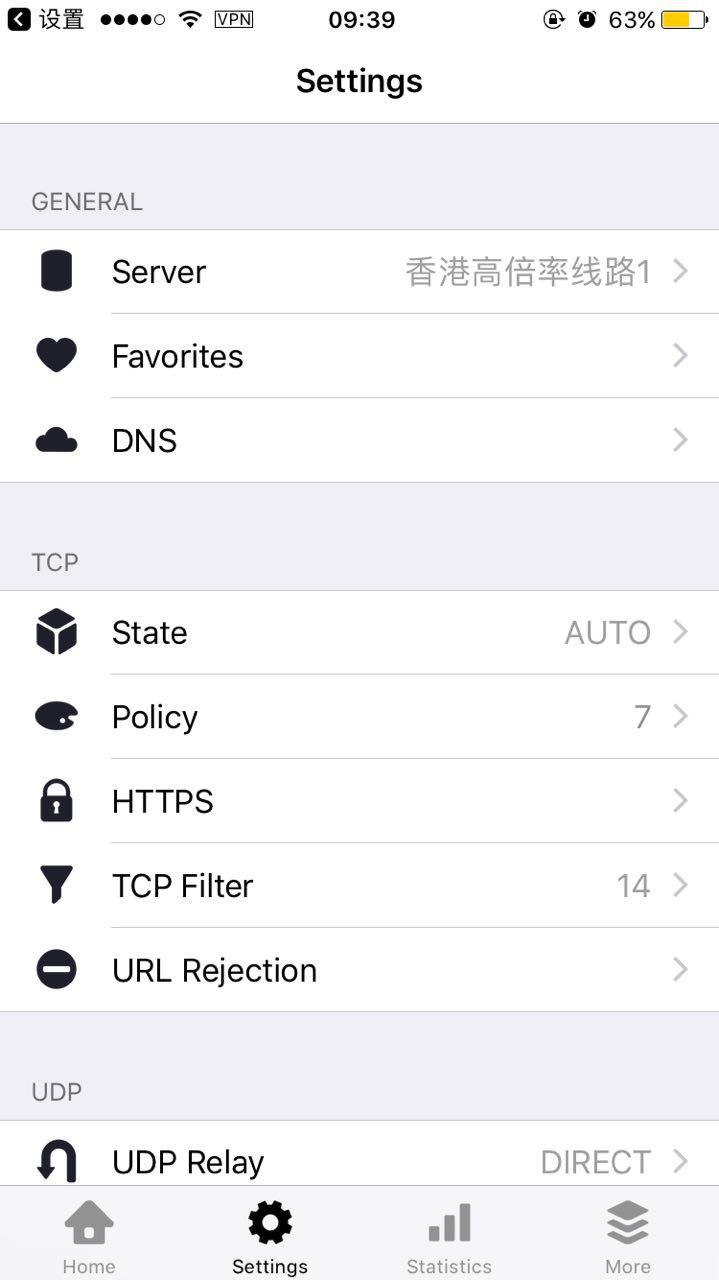 设置 VPN 09:39 63%
Settings
GENERAL
Server 香港高倍率线路1
Favorites
DNS
TCP
State AUTO
Policy 7
HTTPS
TCP Filter 14
URL Rejection
UDP
UDP Relay DIRECT
Home Settings Statistics More